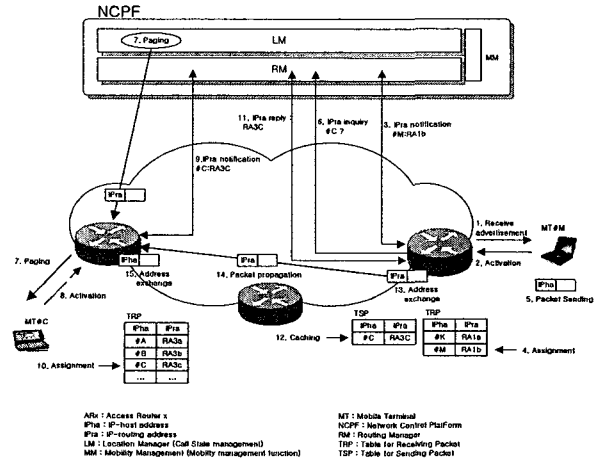 NCPF
7. Paging
LM
RM
MM
11. IPra reply
RA3C
6. IPra inquiry
#C ?
3. IPra notification
#M:RA1b
9.IPra notification
#C:RA3C
IPra
1. Receive
advertisement
MT#M
2. Activation
IPha
5. Packet Sending
7. Paging
8. Activation
IPha
15. Address
exchange
IPra
14. Packet propagation
IPra
13. Address
exchange
MT#C
10. Assignment
TRP
IPha IPra
#A RA3a
#B RA3b
#C RA3c
... ...
12. Caching
TSP
IPha IPra
#C RA3C
TRP
IPha IPra
#K RA1a
#M RA1b
4. Assignment
ARx : Access Router x
IPha : IP-host address
IPra : IP-routing address
LM : Location Manager (Call State management)
MM : Mobility Management (Mobility management function)
MT : Mobile Terminal
NCPF : Network Control PlatForm
RM : Routing Manager
TRP : Table for Receiving Packet
TSP : Table for Sending Packet